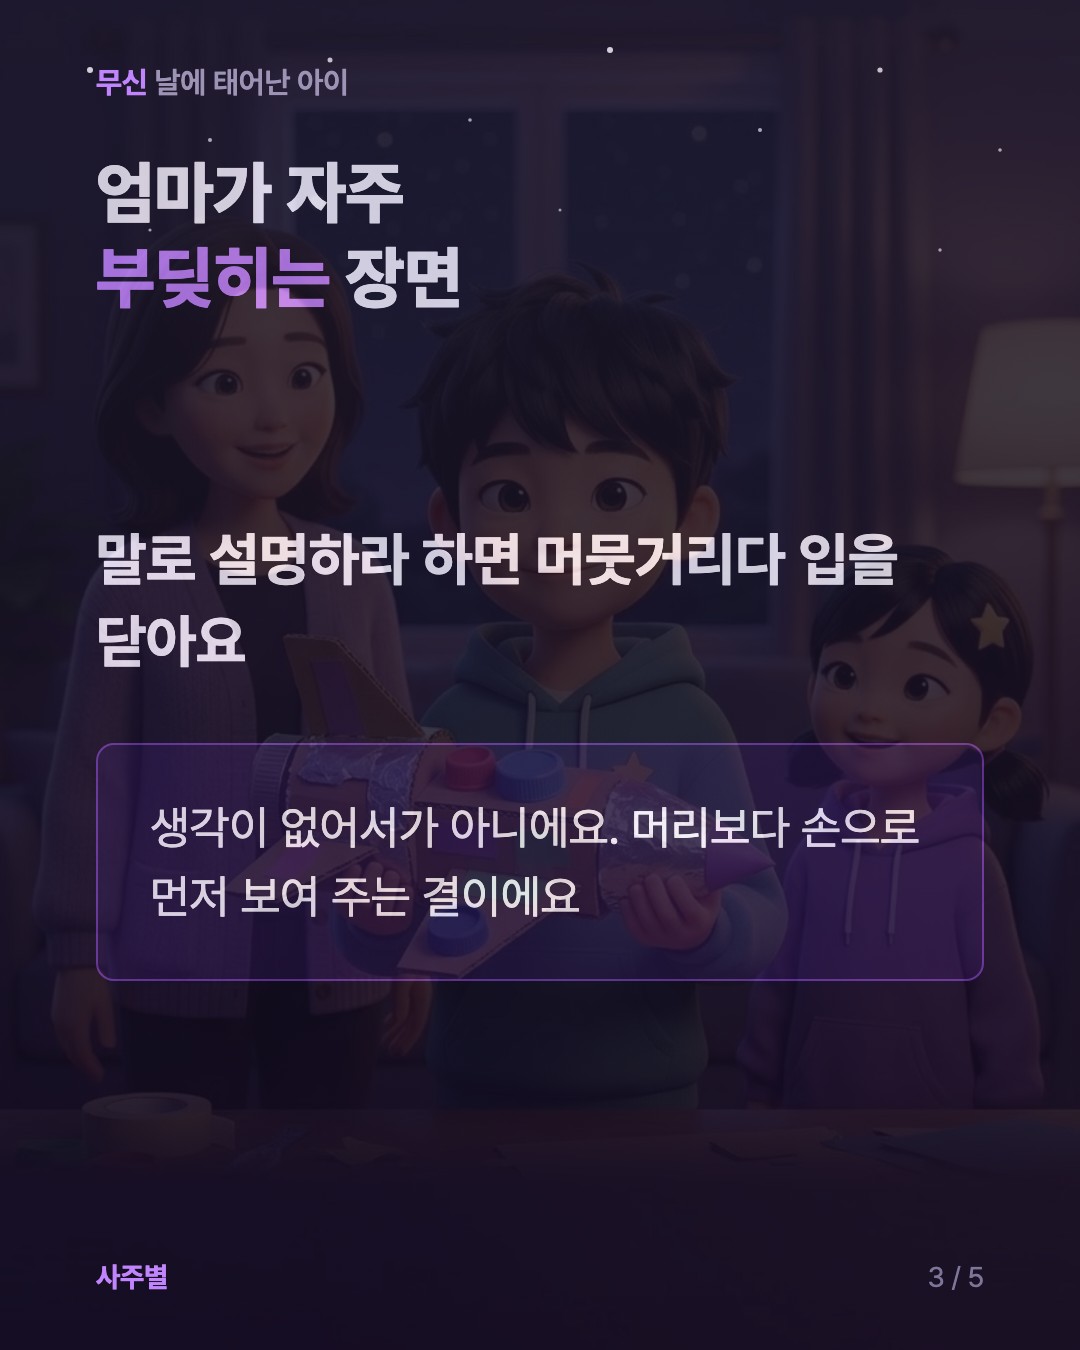 무신 날에 태어난 아이
엄마가 자주
부딪히는 장면
말로 설명하라 하면 머뭇거리다 입을
닫아요
생각이 없어서가 아니에요. 머리보다 손으로
먼저 보여 주는 결이에요
사주별
3 / 5